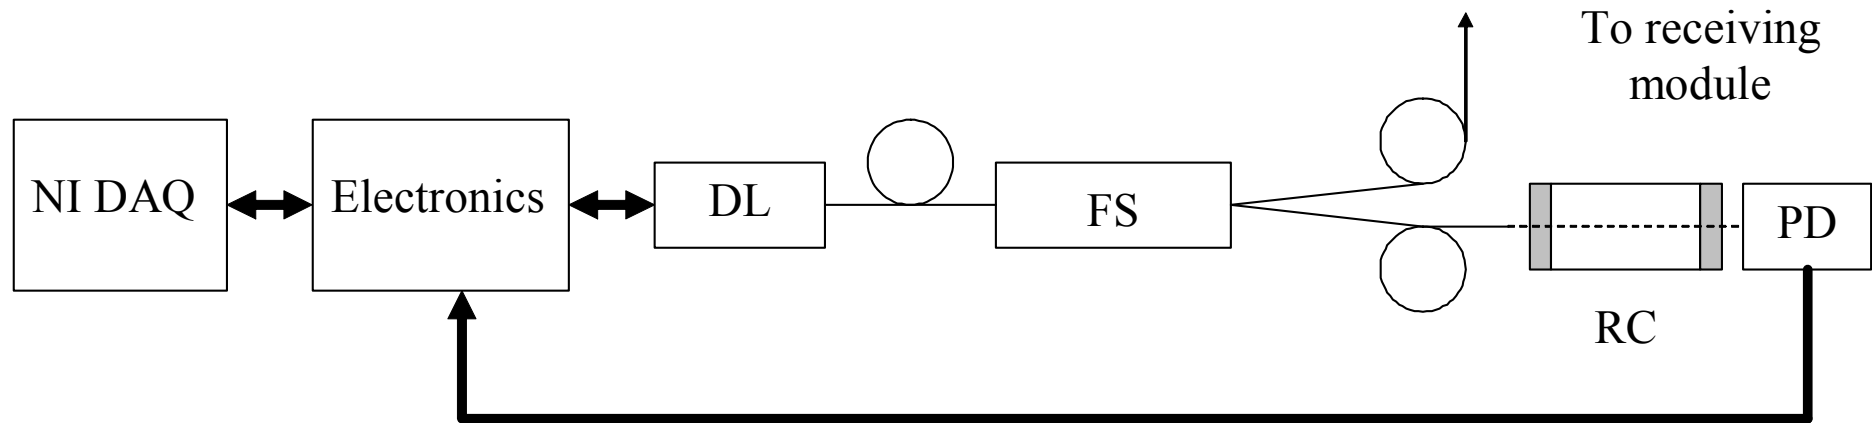 To receiving
module
NI DAQ
Electronics
DL
FS
PD
RC